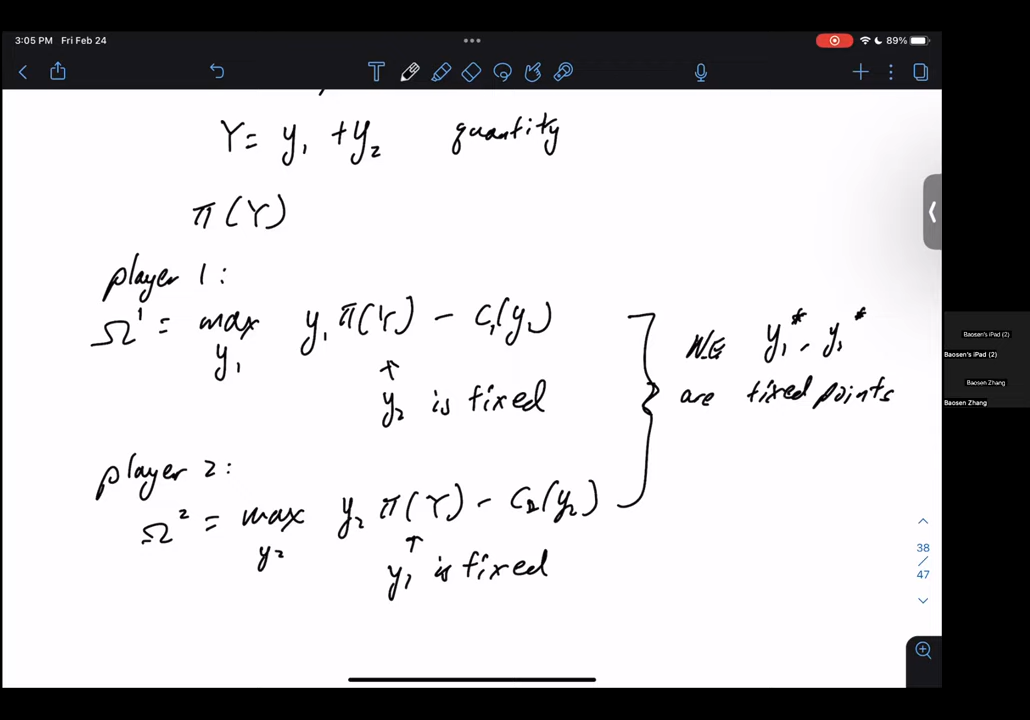 3:05 PM Fri Feb 24
89%
Y = y₁ + y₂ quantity
π(Y)
player 1:
Ω¹ = max y₁ π(Y) - C₁(y₁)
y₁
↑
y₂ is fixed
N.E y₁*, y₂*
are fixed points
player 2:
Ω² = max y₂ π(Y) - C₂(y₂)
y₂
↑
y₁ is fixed
38
/
47
Baosen's iPad (2)
Baosen's iPad (2)
Baosen Zhang
Baosen Zhang